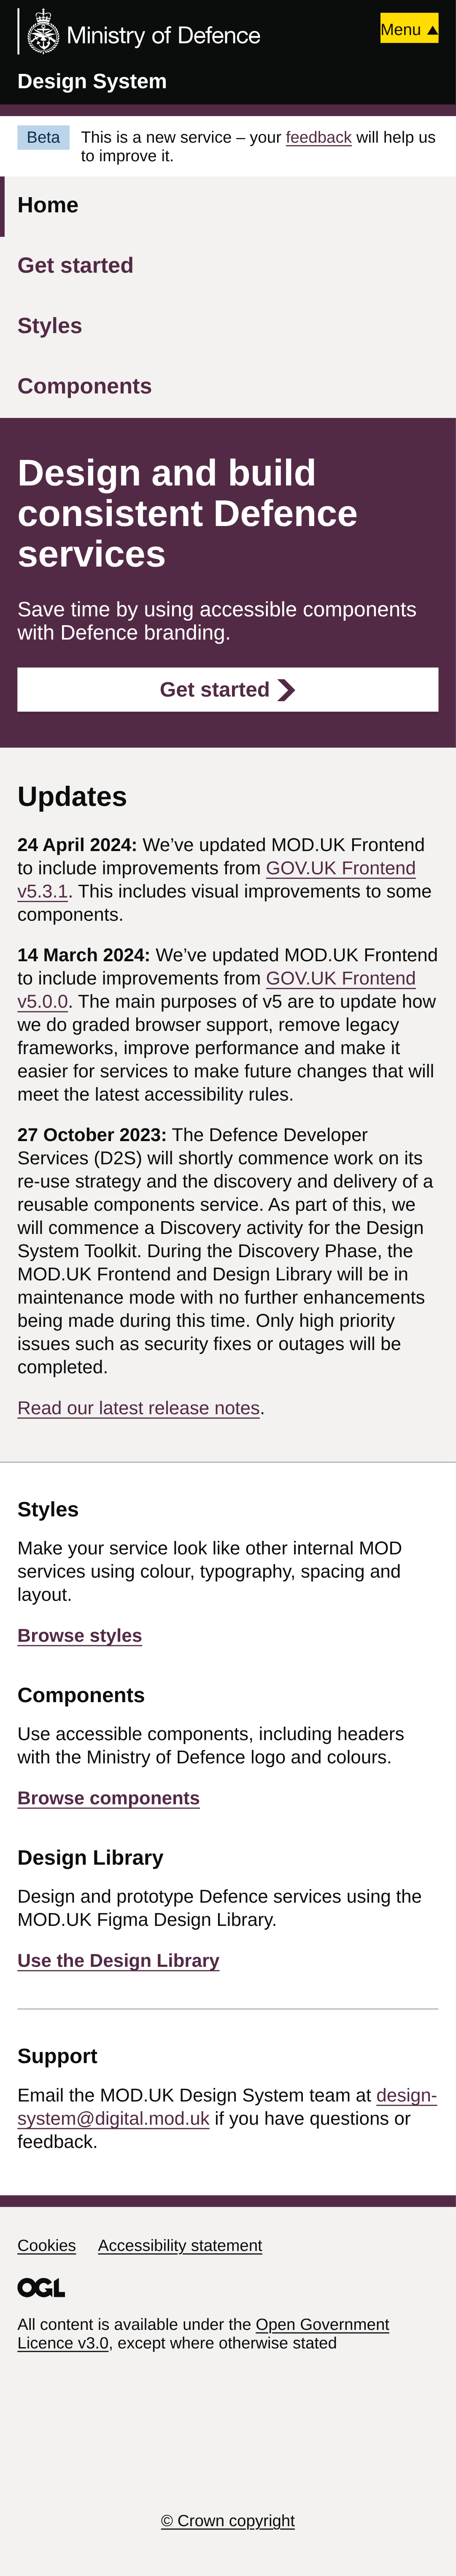 Ministry of Defence
Menu ▲
Design System
Beta
This is a new service – your feedback will help us
to improve it.
Home
Get started
Styles
Components
Design and build
consistent Defence
services
Save time by using accessible components
with Defence branding.
Get started
Updates
24 April 2024: We’ve updated MOD.UK Frontend
to include improvements from GOV.UK Frontend
v5.3.1. This includes visual improvements to some
components.
14 March 2024: We’ve updated MOD.UK Frontend
to include improvements from GOV.UK Frontend
v5.0.0. The main purposes of v5 are to update how
we do graded browser support, remove legacy
frameworks, improve performance and make it
easier for services to make future changes that will
meet the latest accessibility rules.
27 October 2023: The Defence Developer
Services (D2S) will shortly commence work on its
re-use strategy and the discovery and delivery of a
reusable components service. As part of this, we
will commence a Discovery activity for the Design
System Toolkit. During the Discovery Phase, the
MOD.UK Frontend and Design Library will be in
maintenance mode with no further enhancements
being made during this time. Only high priority
issues such as security fixes or outages will be
completed.
Read our latest release notes.
Styles
Make your service look like other internal MOD
services using colour, typography, spacing and
layout.
Browse styles
Components
Use accessible components, including headers
with the Ministry of Defence logo and colours.
Browse components
Design Library
Design and prototype Defence services using the
MOD.UK Figma Design Library.
Use the Design Library
Support
Email the MOD.UK Design System team at design-
system@digital.mod.uk if you have questions or
feedback.
Cookies
Accessibility statement
OGL
All content is available under the Open Government
Licence v3.0, except where otherwise stated
© Crown copyright